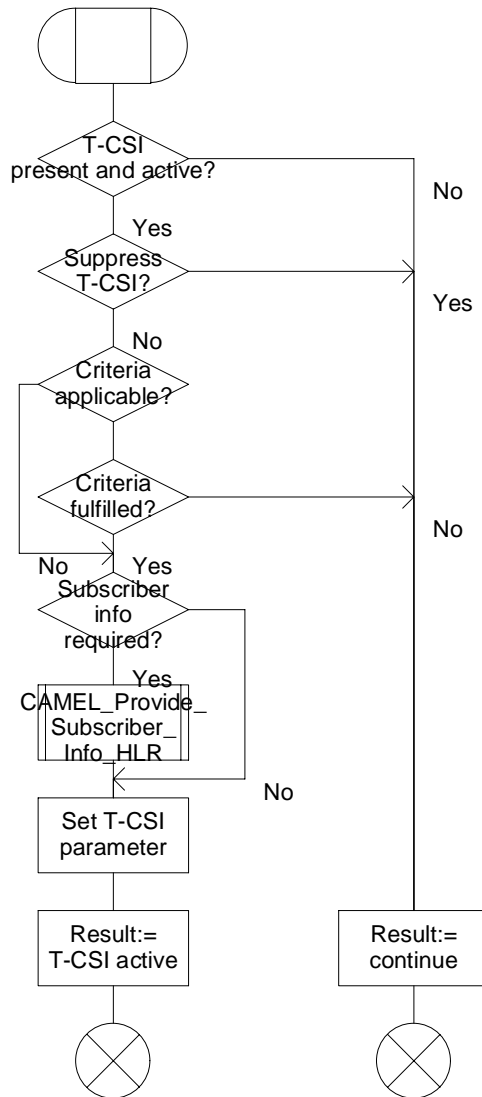 T-CSI
present and active?
No
Yes
Suppress
T-CSI?
Yes
No
Criteria
applicable?
Criteria
fulfilled?
No
No
Yes
Subscriber
info
required?
Yes
CAMEL_Provide_
Subscriber_
Info_HLR
No
Set T-CSI
parameter
Result:=
T-CSI active
Result:=
continue